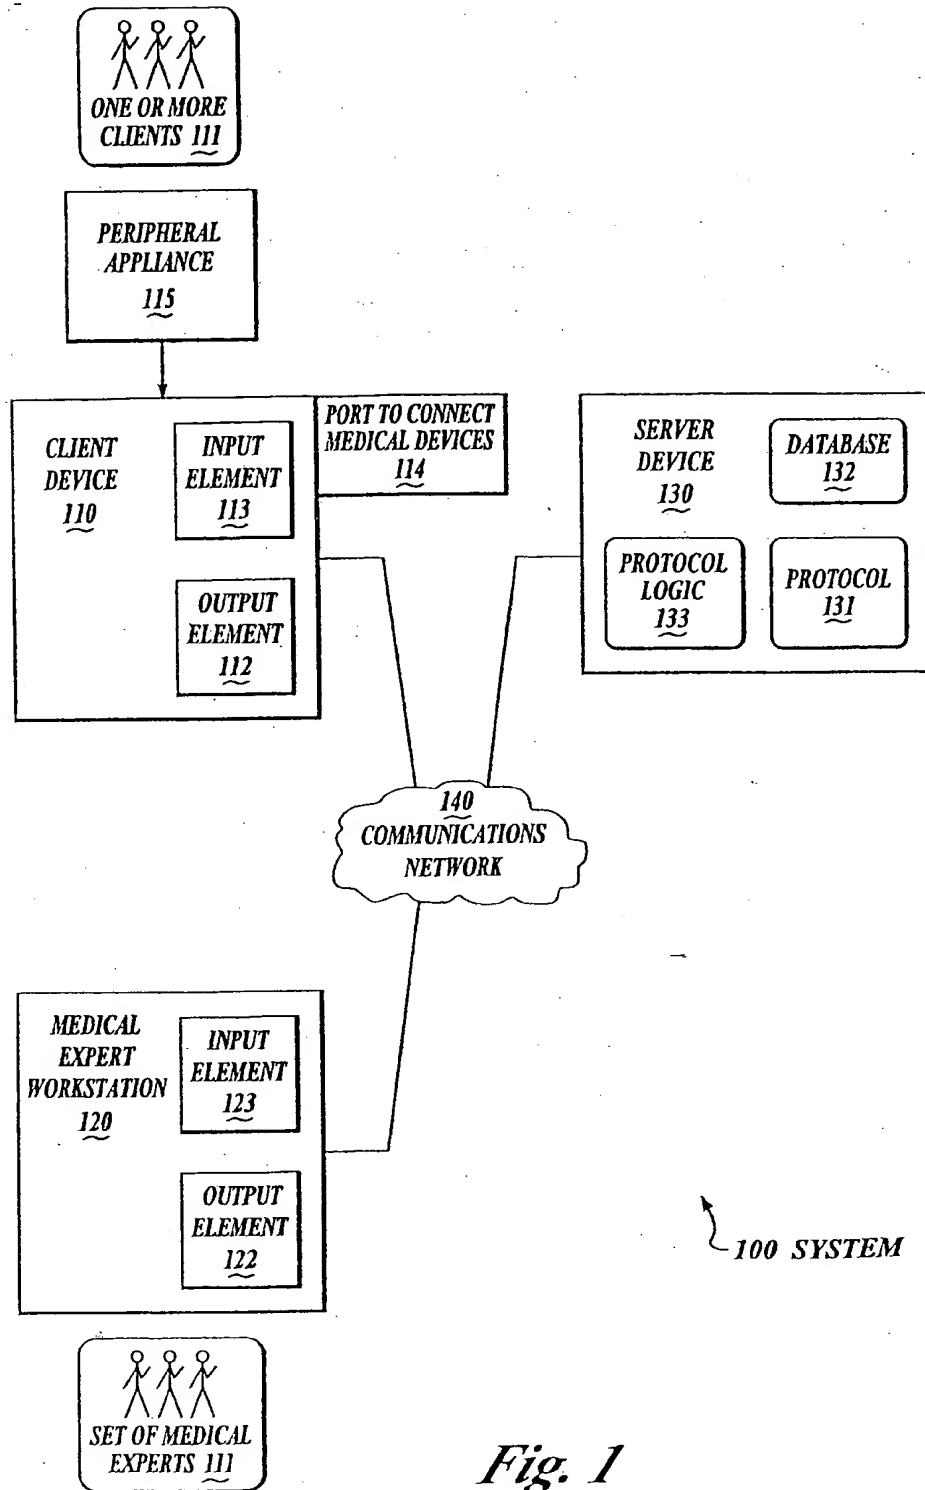 ONE OR MORE
CLIENTS 111
PERIPHERAL
APPLIANCE
115
CLIENT
DEVICE
110
INPUT
ELEMENT
113
OUTPUT
ELEMENT
112
PORT TO CONNECT
MEDICAL DEVICES
114
SERVER
DEVICE
130
DATABASE
132
PROTOCOL
LOGIC
133
PROTOCOL
131
140
COMMUNICATIONS
NETWORK
MEDICAL
EXPERT
WORKSTATION
120
INPUT
ELEMENT
123
OUTPUT
ELEMENT
122
100 SYSTEM
SET OF MEDICAL
EXPERTS 111
Fig. 1